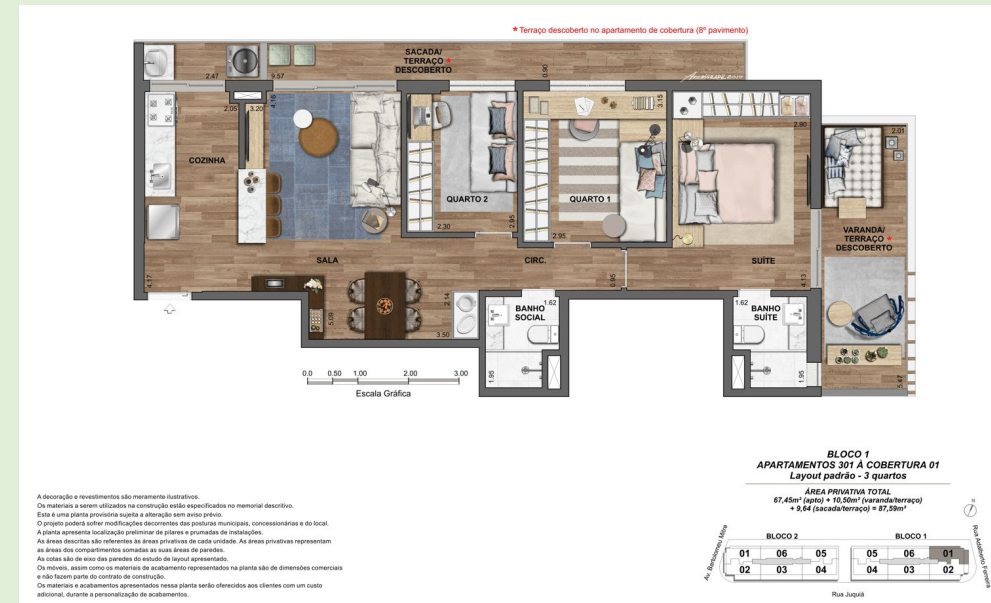 * Terraço descoberto no apartamento de cobertura (8º pavimento)
SACADA/
TERRAÇO *
DESCOBERTO
2.47
9.57
0.90
2.05
3.20
4.16
3.15
2.90
2.01
COZINHA
QUARTO 2
QUARTO 1
2.30
2.95
2.95
VARANDA/
TERRAÇO *
DESCOBERTO
SALA
CIRC.
SUÍTE
4.17
0.95
4.13
5.09
2.14
3.50
1.62
BANHO
SOCIAL
1.95
1.62
BANHO
SUÍTE
1.95
5.47
0.0 0.50 1.00 2.00 3.00
Escala Gráfica
BLOCO 1
APARTAMENTOS 301 À COBERTURA 01
Layout padrão - 3 quartos
ÁREA PRIVATIVA TOTAL
67,45m² (apto) + 10,50m² (varanda/terraço)
+ 9,64 (sacada/terraço) = 87,59m²
A decoração e revestimentos são meramente ilustrativos.
Os materiais a serem utilizados na construção estão especificados no memorial descritivo.
Esta é uma planta provisória sujeita a alteração sem aviso prévio.
O projeto poderá sofrer modificações decorrentes das posturas municipais, concessionárias e do local.
A planta apresenta localização preliminar de pilares e prumadas de instalações.
As áreas descritas são referentes às áreas privativas de cada unidade. As áreas privativas representam
as áreas dos compartimentos somadas as suas áreas de paredes.
As cotas são de eixo das paredes do estudo de layout apresentado.
Os móveis, assim como os materiais de acabamento representados na planta são de dimensões comerciais
e não fazem parte do contrato de construção.
Os materiais e acabamentos apresentados nessa planta serão oferecidos aos clientes com um custo
adicional, durante a personalização de acabamentos.
N
BLOCO 2
BLOCO 1
01 06 05
02 03 04
05 06 01
04 03 02
Av. Bartolomeu Mitre
Rua Adalberto Ferreira
Rua Juquiá